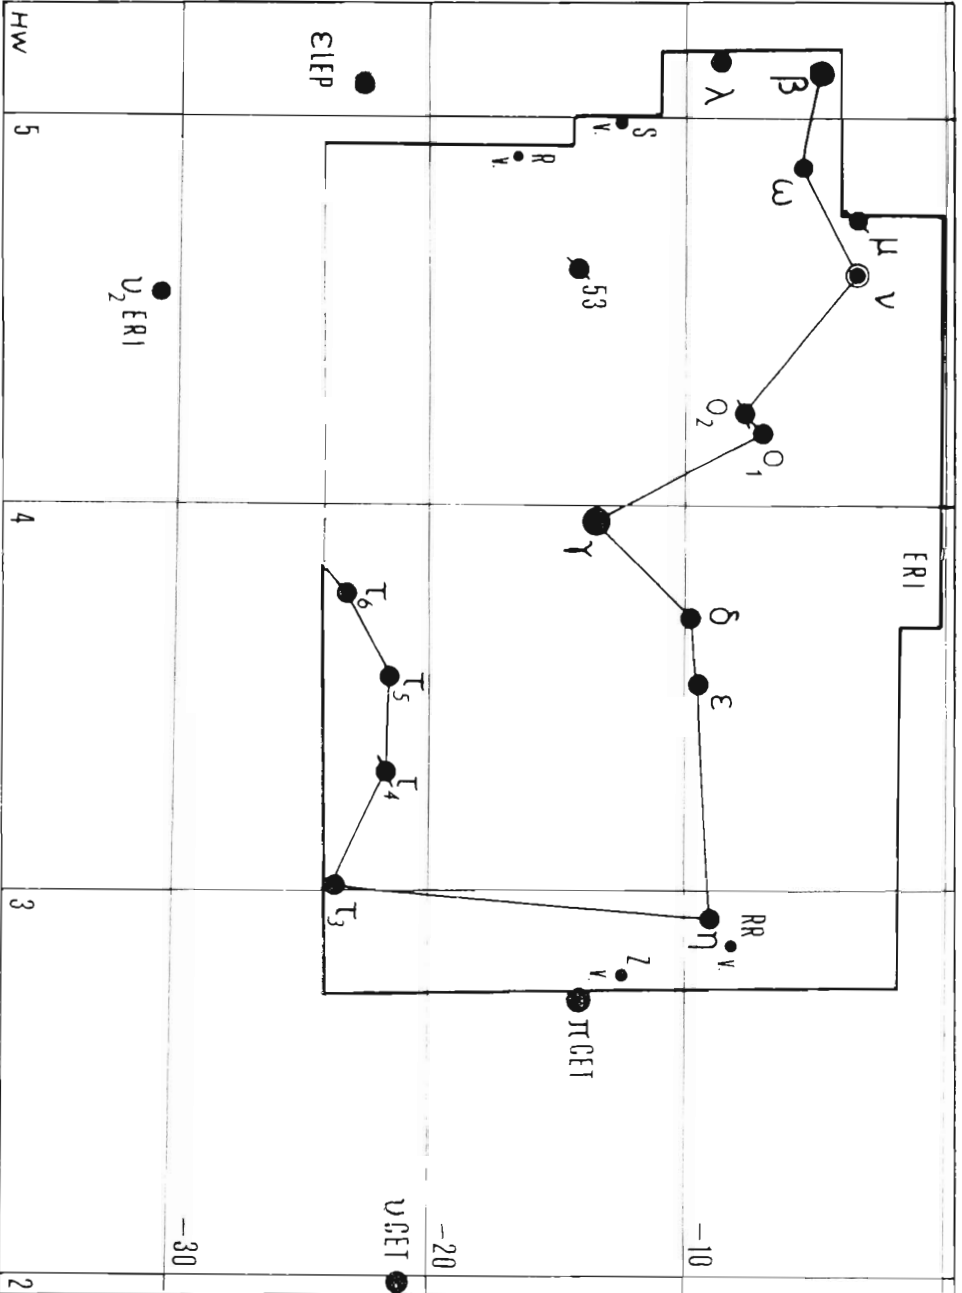 HW
5
4
3
2
-30
-20
-10
ERI
β
λ
ω
μ
ν
S
v.
R
v.
ε LEP
υ₂ ERI
53
ο₂
ο₁
γ
δ
ε
η
RR
v.
Z
v.
π CET
υ CET
τ₆
τ₅
τ₄
τ₃